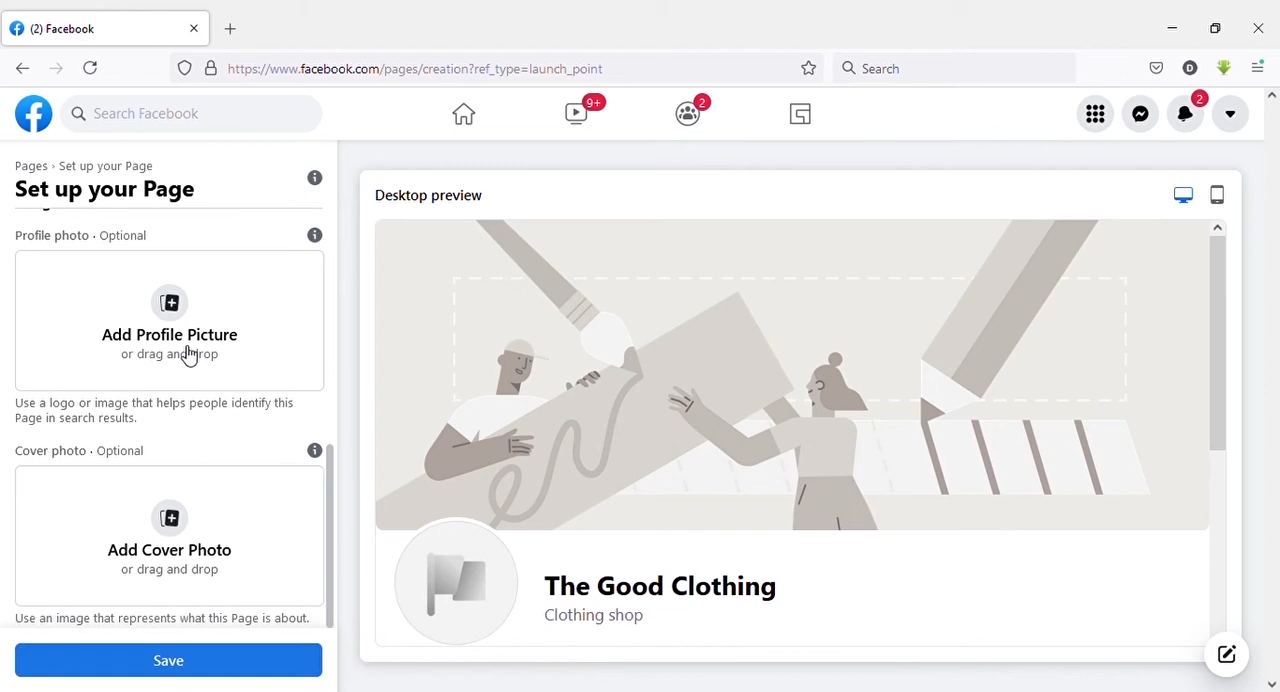 (2) Facebook
https://www.facebook.com/pages/creation?ref_type=launch_point
Search
D
Search Facebook
9+
2
2
Pages › Set up your Page
Set up your Page
Profile photo · Optional
Add Profile Picture
or drag and drop
Use a logo or image that helps people identify this
Page in search results.
Cover photo · Optional
Add Cover Photo
or drag and drop
Use an image that represents what this Page is about.
Save
Desktop preview
The Good Clothing
Clothing shop